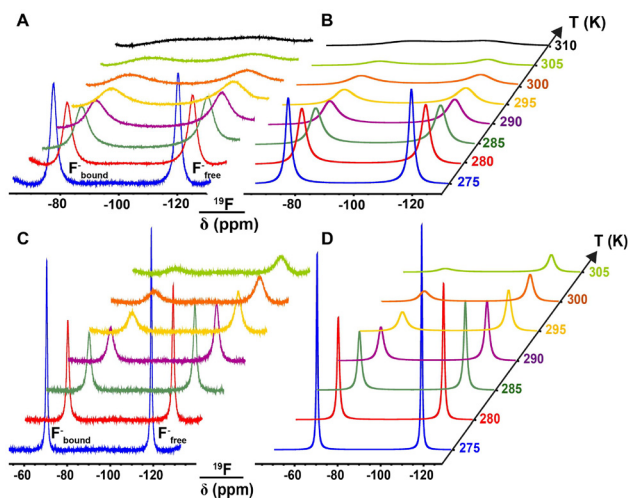 A
B
T (K)
310
305
300
295
290
285
280
275
F⁻bound
F⁻free
-80 -100 -120
¹⁹F
δ (ppm)
-80 -100 -120
C
D
T (K)
305
300
295
290
285
280
275
F⁻bound
F⁻free
-60 -80 -100 -120
¹⁹F
δ (ppm)
-60 -80 -100 -120